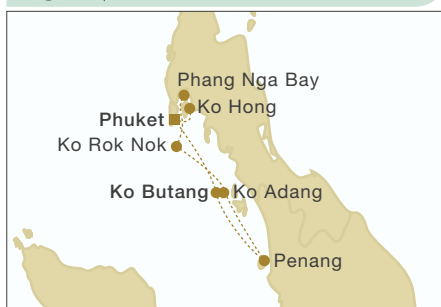 Phang Nga Bay
Ko Hong
Phuket
Ko Rok Nok
Ko Butang
Ko Adang
Penang